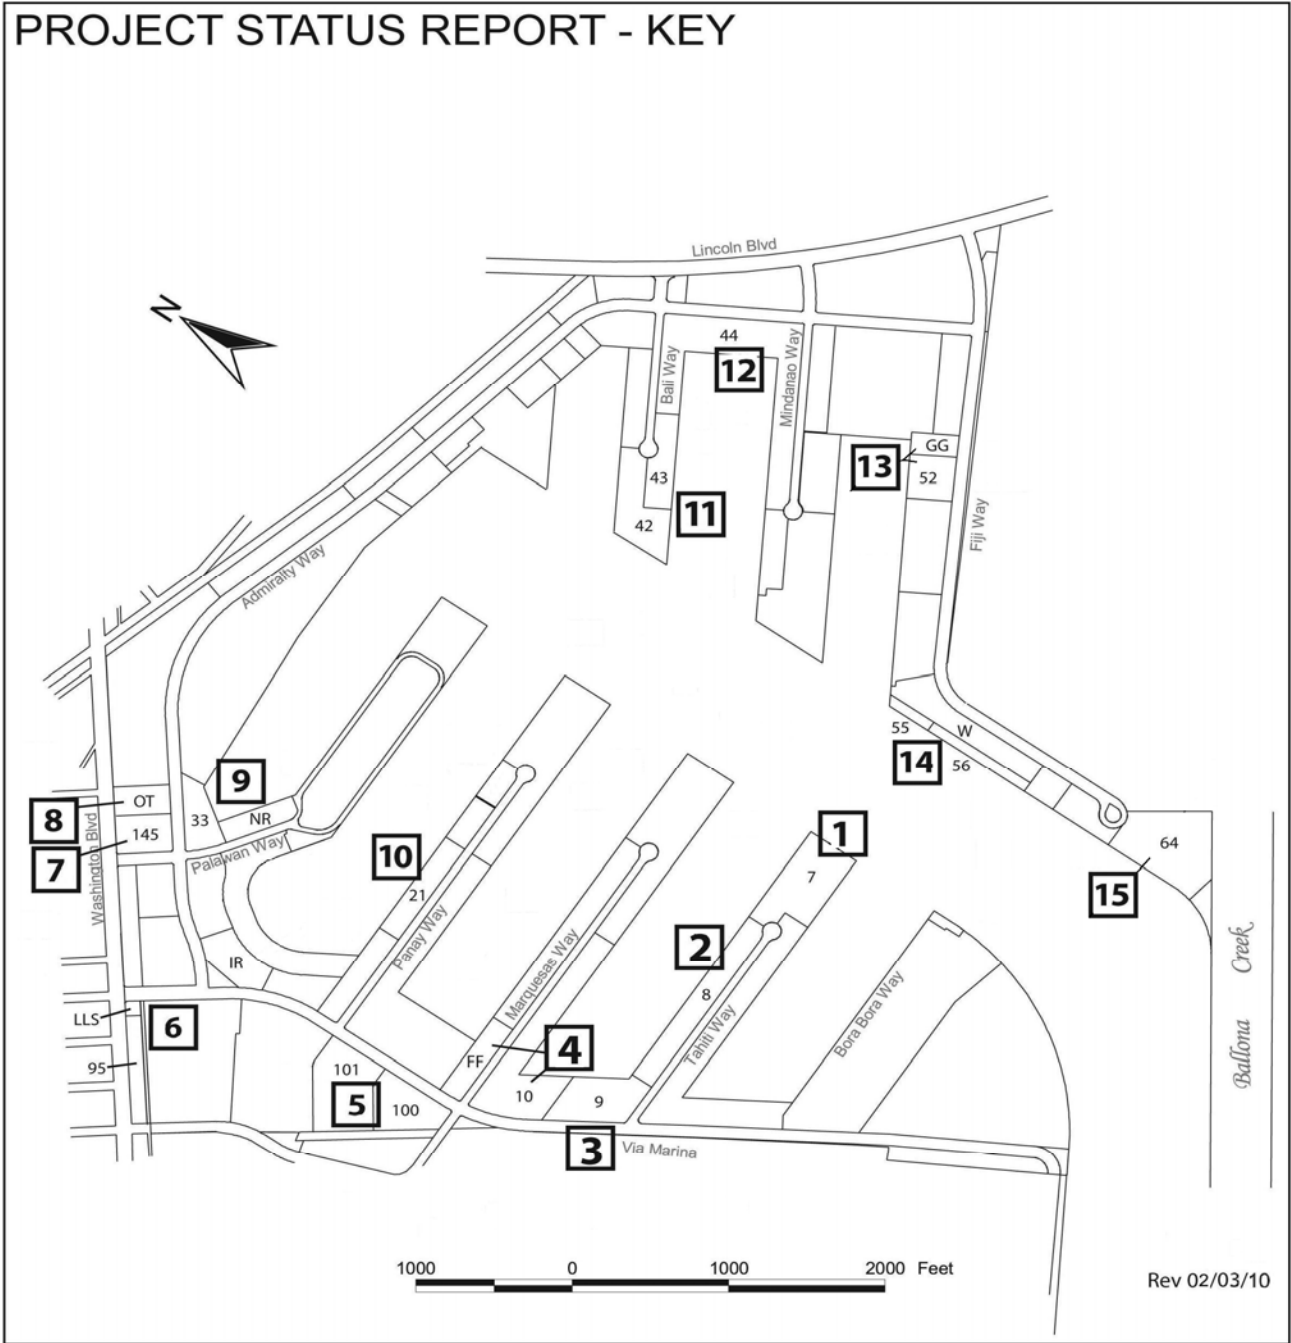 PROJECT STATUS REPORT - KEY
Lincoln Blvd
N
44
12
Bali Way
Mindanao Way
GG
13
52
43
11
42
Fiji Way
Admiralty Way
55
W
14
56
9
8
OT
33
NR
145
7
Washington Blvd
Palawan Way
10
21
1
7
64
15
Panay Way
Marquesas Way
2
8
IR
Tahiti Way
Bora Bora Way
Ballona Creek
LLS
6
95
FF
4
101
5
100
10
9
3
Via Marina
1000 0 1000 2000 Feet
Rev 02/03/10